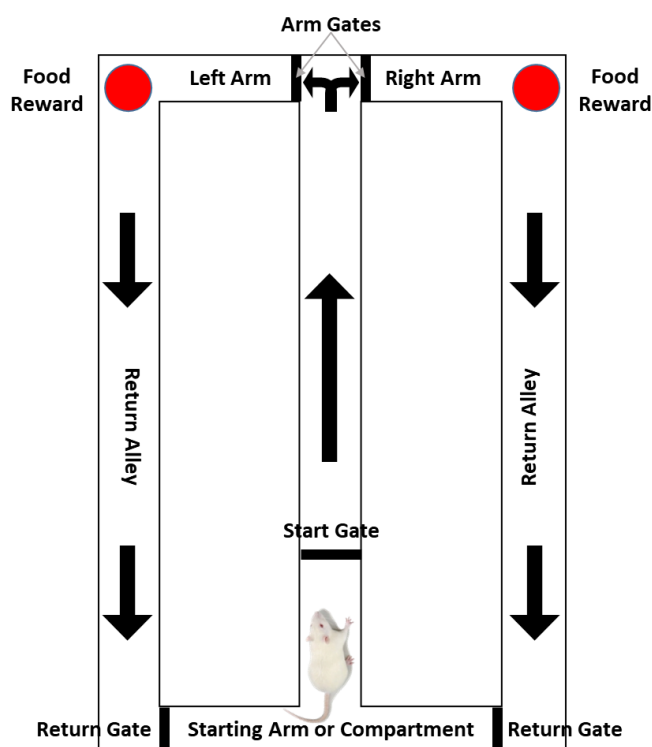 Arm Gates
Food
Reward
Left Arm
Right Arm
Food
Reward
Return Alley
Return Alley
Start Gate
Return Gate
Starting Arm or Compartment
Return Gate